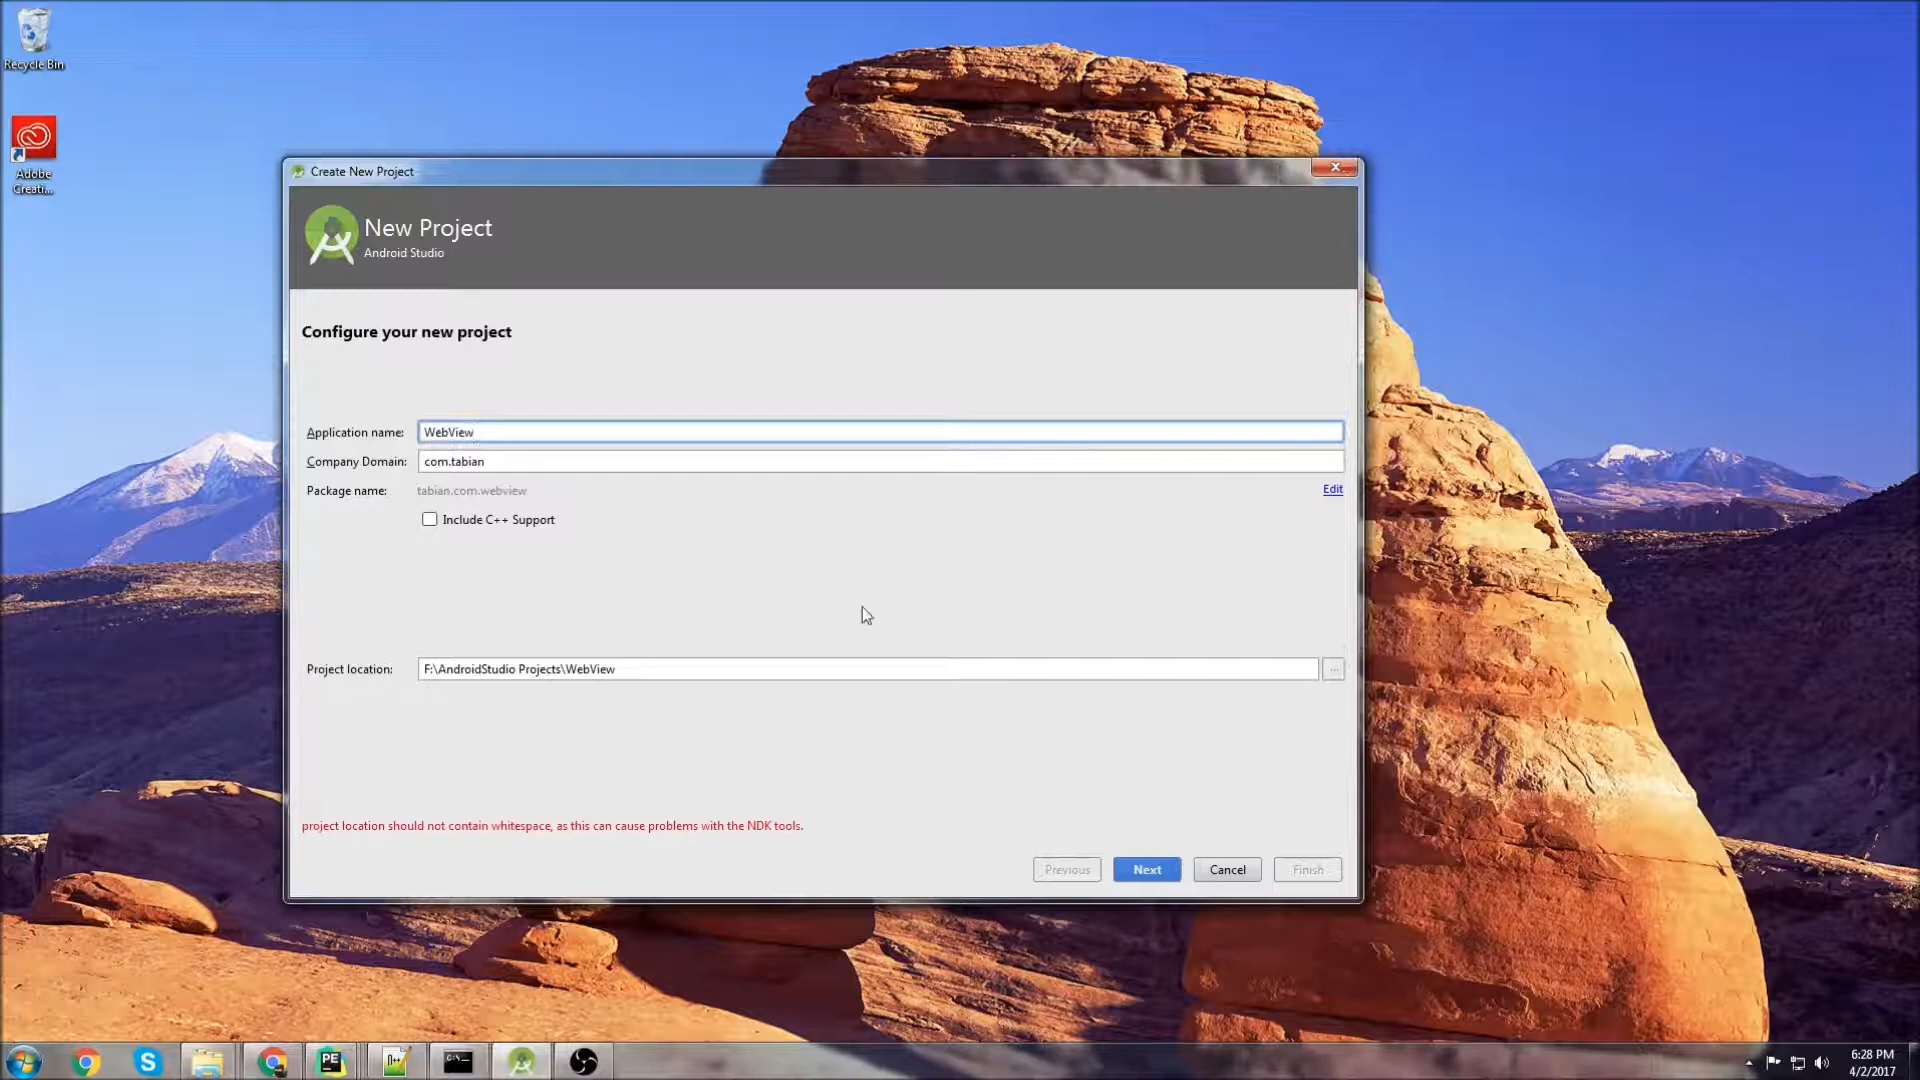 Recycle Bin
Adobe
Creati...
Create New Project
New Project
Android Studio
Configure your new project
Application name: WebView
Company Domain: com.tabian
Package name: tabian.com.webview Edit
Include C++ Support
Project location: F:\AndroidStudio Projects\WebView ...
project location should not contain whitespace, as this can cause problems with the NDK tools.
Previous Next Cancel Finish
PE
6:28 PM
4/2/2017